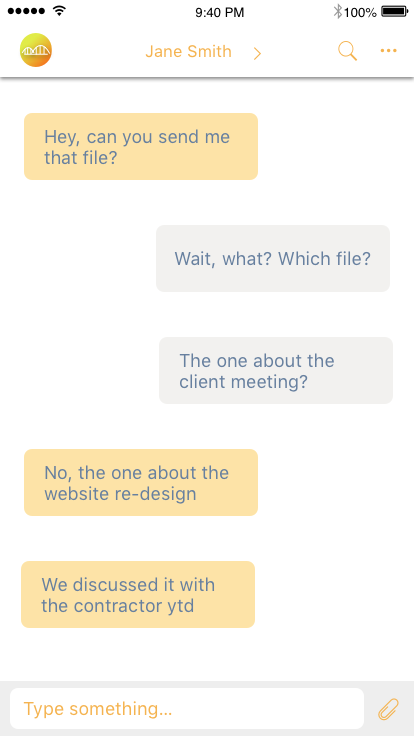 9:40 PM
100%
Jane Smith
Hey, can you send me
that file?
Wait, what? Which file?
The one about the
client meeting?
No, the one about the
website re-design
We discussed it with
the contractor ytd
Type something...